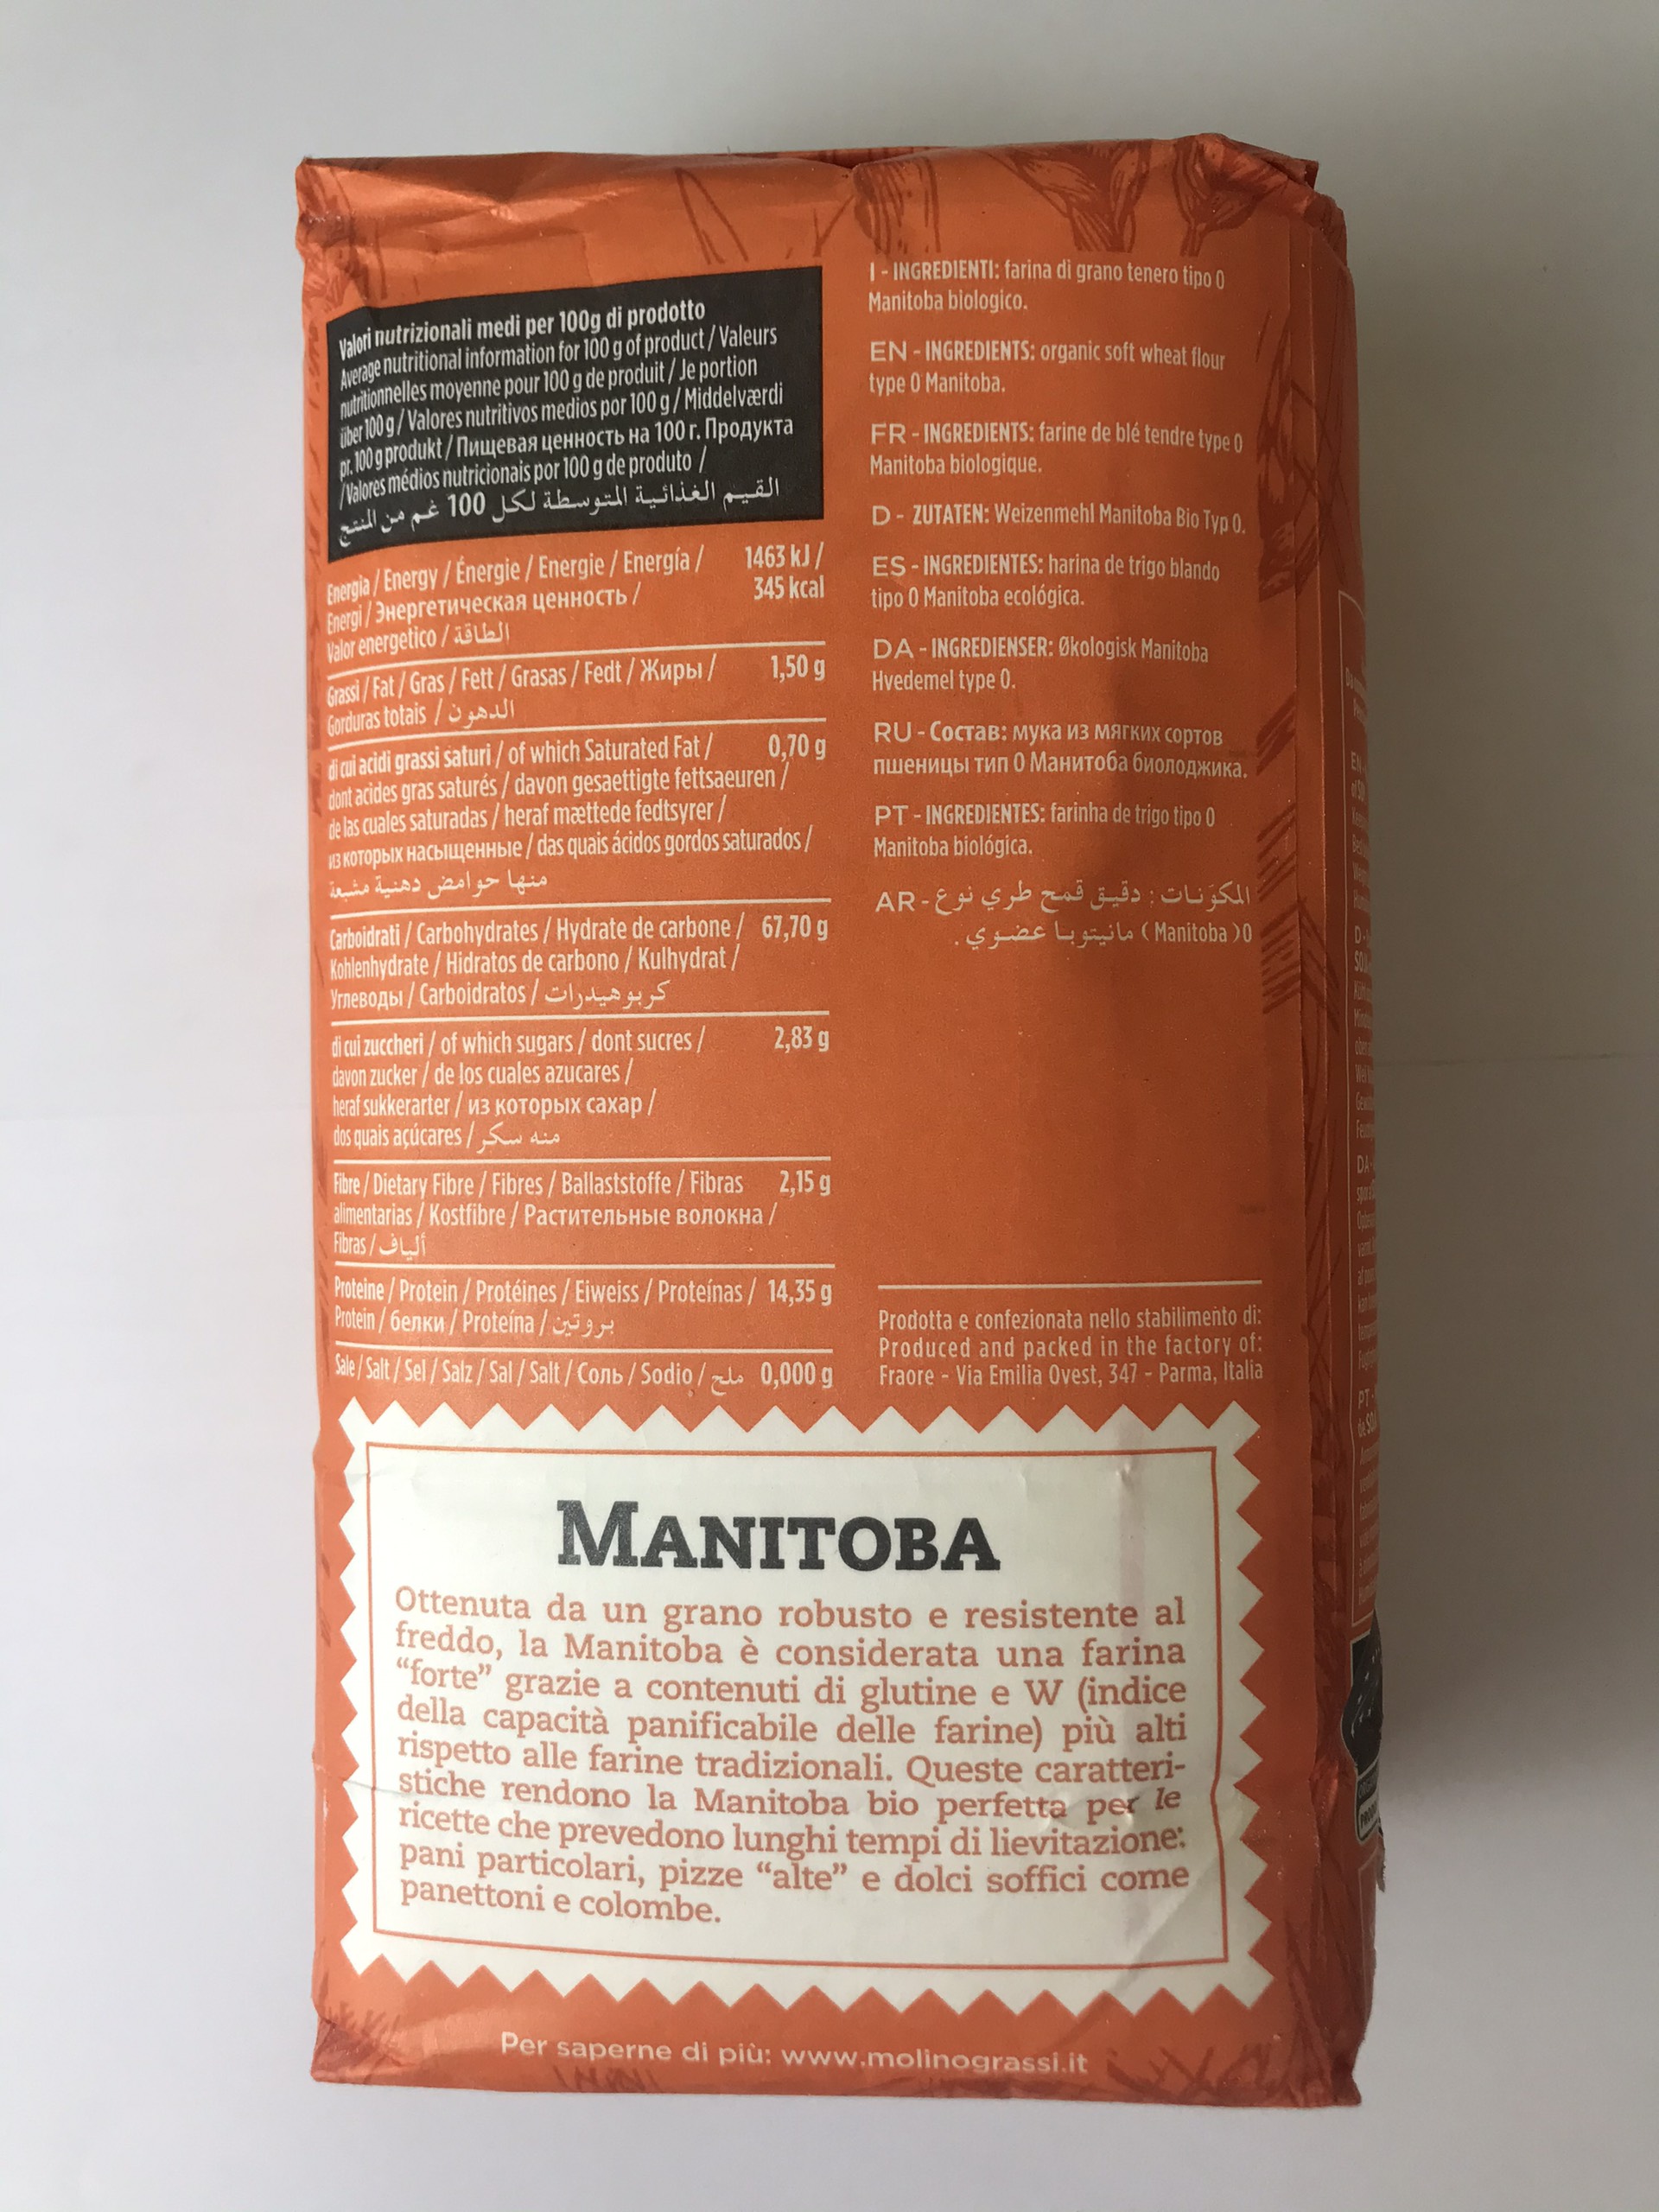 Valori nutrizionali medi per 100g di prodotto
Average nutritional information for 100 g of product / Valeurs
nutritionnelles moyenne pour 100 g de produit / Je portion
über 100 g / Valores nutritivos medios por 100 g / Middelværdi
pr. 100 g produkt / Пищевая ценность на 100 г. Продукта
/ Valores médios nutricionais por 100 g de produto /
القيم الغذائية المتوسطة لكل 100 غم من المنتج
Energia / Energy / Énergie / Energie / Energía / 1463 kJ /
Energi / Энергетическая ценность / 345 kcal
Valor energetico / الطاقة
Grassi / Fat / Gras / Fett / Grasas / Fedt / Жиры / 1,50 g
Gorduras totais / الدهون
di cui acidi grassi saturi / of which Saturated Fat / 0,70 g
dont acides gras saturés / davon gesaettigte fettsaeuren /
de las cuales saturadas / heraf mættede fedtsyrer /
из которых насыщенные / das quais ácidos gordos saturados /
منها حوامض دهنية مشبعة
Carboidrati / Carbohydrates / Hydrate de carbone / 67,70 g
Kohlenhydrate / Hidratos de carbono / Kulhydrat /
Углеводы / Carboidratos / كربوهيدرات
di cui zuccheri / of which sugars / dont sucres / 2,83 g
davon zucker / de los cuales azucares /
heraf sukkerarter / из которых сахар /
dos quais açúcares / منه سكر
Fibre / Dietary Fibre / Fibres / Ballaststoffe / Fibras 2,15 g
alimentarias / Kostfibre / Растительные волокна /
Fibras / ألياف
Proteine / Protein / Protéines / Eiweiss / Proteínas / 14,35 g
Protein / белки / Proteína / بروتين
Sale / Salt / Sel / Salz / Sal / Salt / Соль / Sodio / ملح 0,000 g
I - INGREDIENTI: farina di grano tenero tipo 0
Manitoba biologico.
EN - INGREDIENTS: organic soft wheat flour
type 0 Manitoba.
FR - INGREDIENTS: farine de blé tendre type 0
Manitoba biologique.
D - ZUTATEN: Weizenmehl Manitoba Bio Typ 0.
ES - INGREDIENTES: harina de trigo blando
tipo 0 Manitoba ecológica.
DA - INGREDIENSER: Økologisk Manitoba
Hvedemel type 0.
RU - Состав: мука из мягких сортов
пшеницы тип 0 Манитоба биолоджика.
PT - INGREDIENTES: farinha de trigo tipo 0
Manitoba biológica.
AR - المكوّنات : دقيق قمح طري نوع
0( Manitoba ) مانيتوبا عضوي .
Prodotta e confezionata nello stabilimento di:
Produced and packed in the factory of:
Fraore - Via Emilia Ovest, 347 - Parma, Italia
MANITOBA
Ottenuta da un grano robusto e resistente al
freddo, la Manitoba è considerata una farina
“forte” grazie a contenuti di glutine e W (indice
della capacità panificabile delle farine) più alti
rispetto alle farine tradizionali. Queste caratteri-
stiche rendono la Manitoba bio perfetta per le
ricette che prevedono lunghi tempi di lievitazione:
pani particolari, pizze “alte” e dolci soffici come
panettoni e colombe.
Per saperne di più: www.molinograssi.it